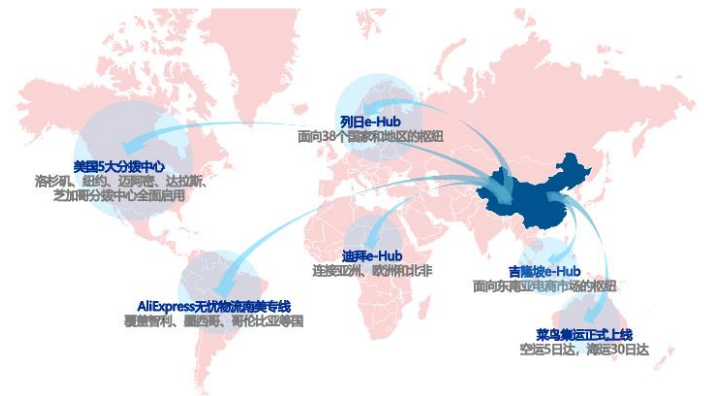 列日e-Hub
面向38个国家和地区的枢纽
美国5大分拨中心
洛杉矶、纽约、迈阿密、达拉斯、
芝加哥分拨中心全面启用
迪拜e-Hub
连接亚洲、欧洲和北非
吉隆坡e-Hub
面向东南亚电商市场的枢纽
AliExpress无忧物流南美专线
覆盖智利、墨西哥、哥伦比亚等国
菜鸟集运正式上线
空运5日达，海运30日达